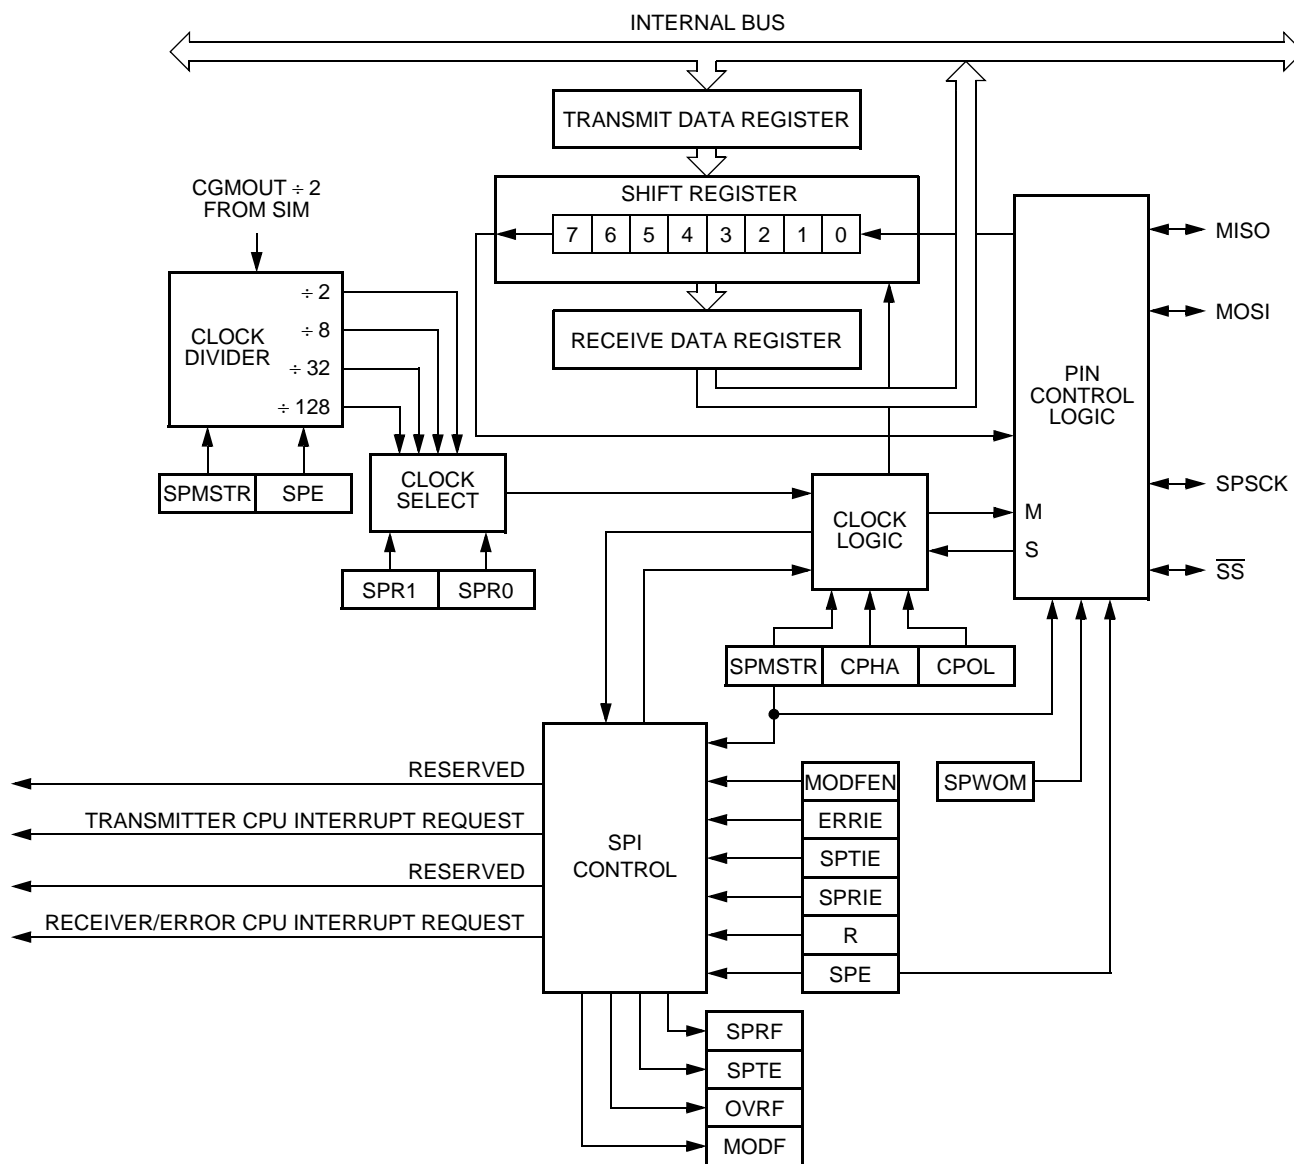 INTERNAL BUS
TRANSMIT DATA REGISTER
CGMOUT ÷ 2
FROM SIM
SHIFT REGISTER
7 6 5 4 3 2 1 0
MISO
MOSI
÷ 2
÷ 8
÷ 32
÷ 128
CLOCK
DIVIDER
RECEIVE DATA REGISTER
PIN
CONTROL
LOGIC
SPMSTR SPE
CLOCK
SELECT
SPSCK
CLOCK
LOGIC
M
S
SS
SPR1 SPR0
SPMSTR CPHA CPOL
RESERVED
TRANSMITTER CPU INTERRUPT REQUEST
RESERVED
RECEIVER/ERROR CPU INTERRUPT REQUEST
SPI
CONTROL
MODFEN
ERRIE
SPTIE
SPRIE
R
SPE
SPWOM
SPRF
SPTE
OVRF
MODF